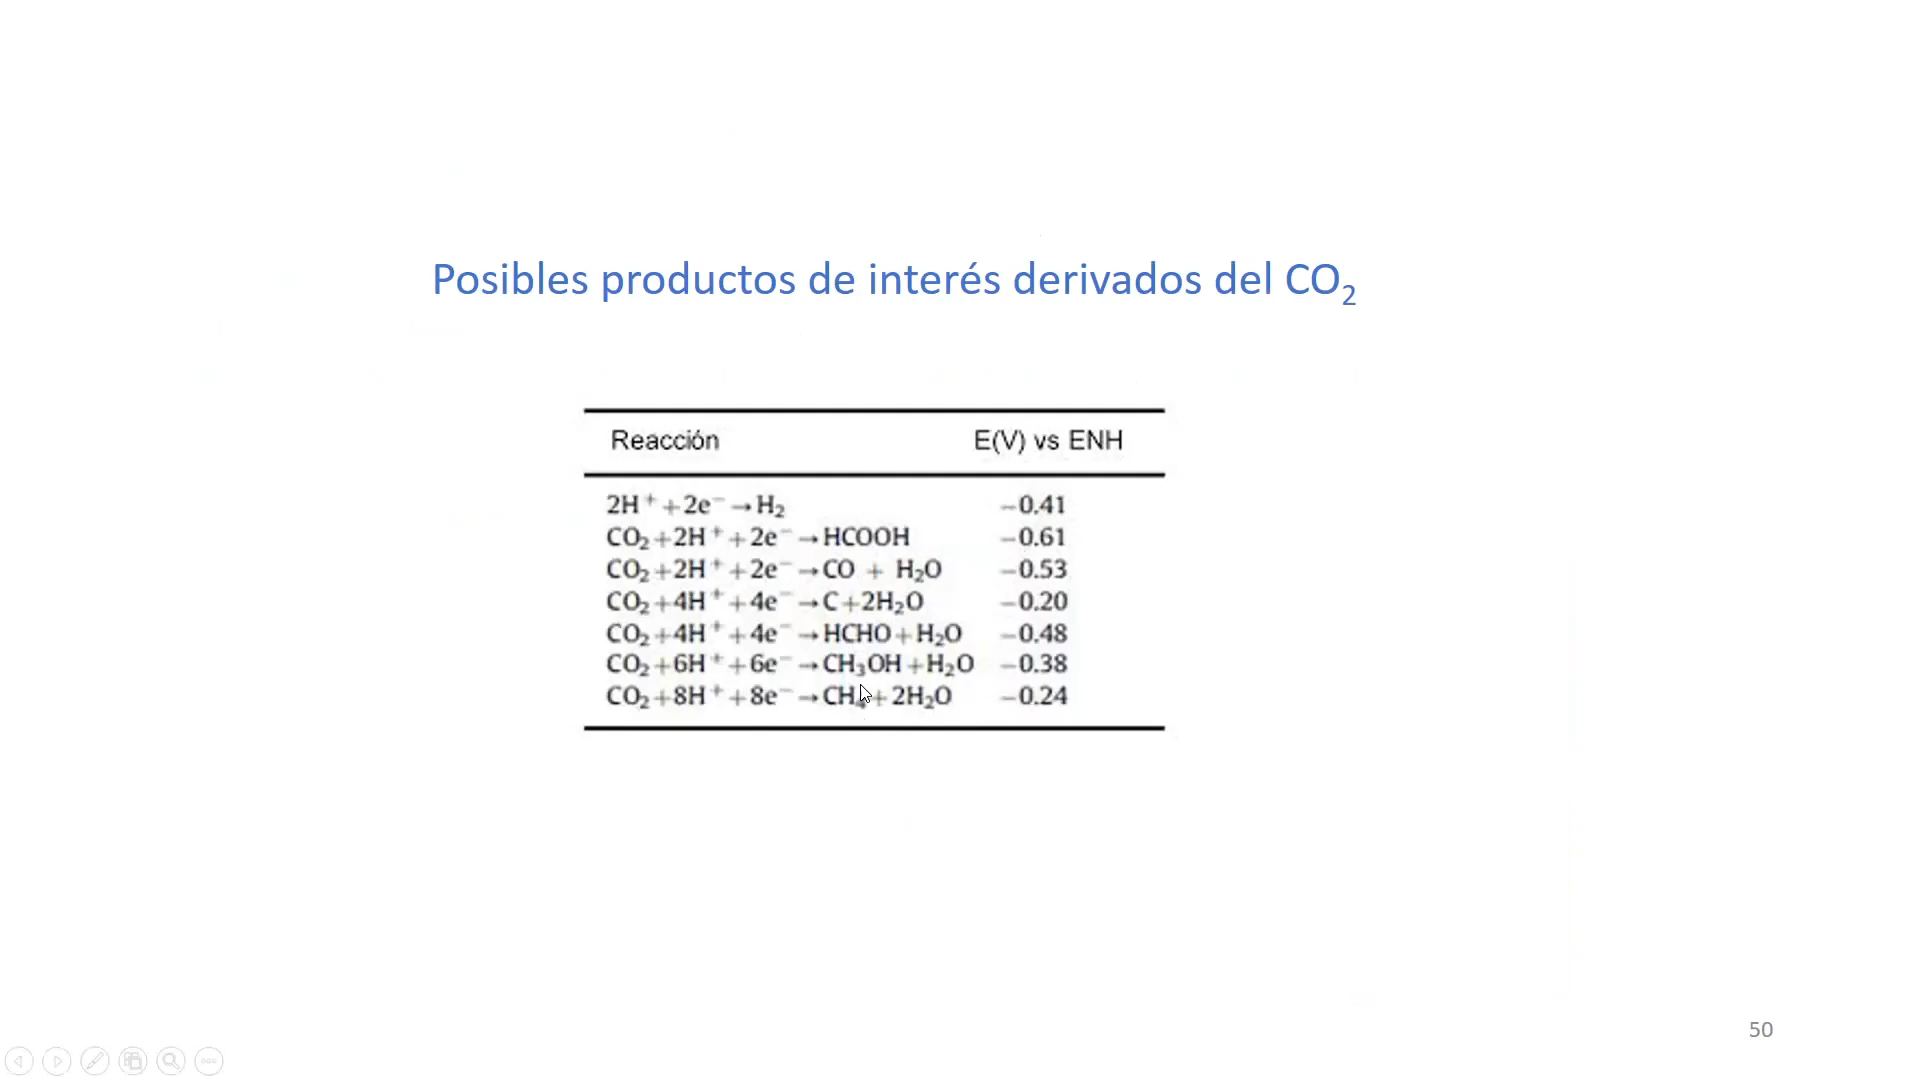 Posibles productos de interés derivados del CO₂
Reacción E(V) vs ENH
2H⁺ + 2e⁻ → H₂ −0.41
CO₂ + 2H⁺ + 2e⁻ → HCOOH −0.61
CO₂ + 2H⁺ + 2e⁻ → CO + H₂O −0.53
CO₂ + 4H⁺ + 4e⁻ → C + 2H₂O −0.20
CO₂ + 4H⁺ + 4e⁻ → HCHO + H₂O −0.48
CO₂ + 6H⁺ + 6e⁻ → CH₃OH + H₂O −0.38
CO₂ + 8H⁺ + 8e⁻ → CH₄ + 2H₂O −0.24
50